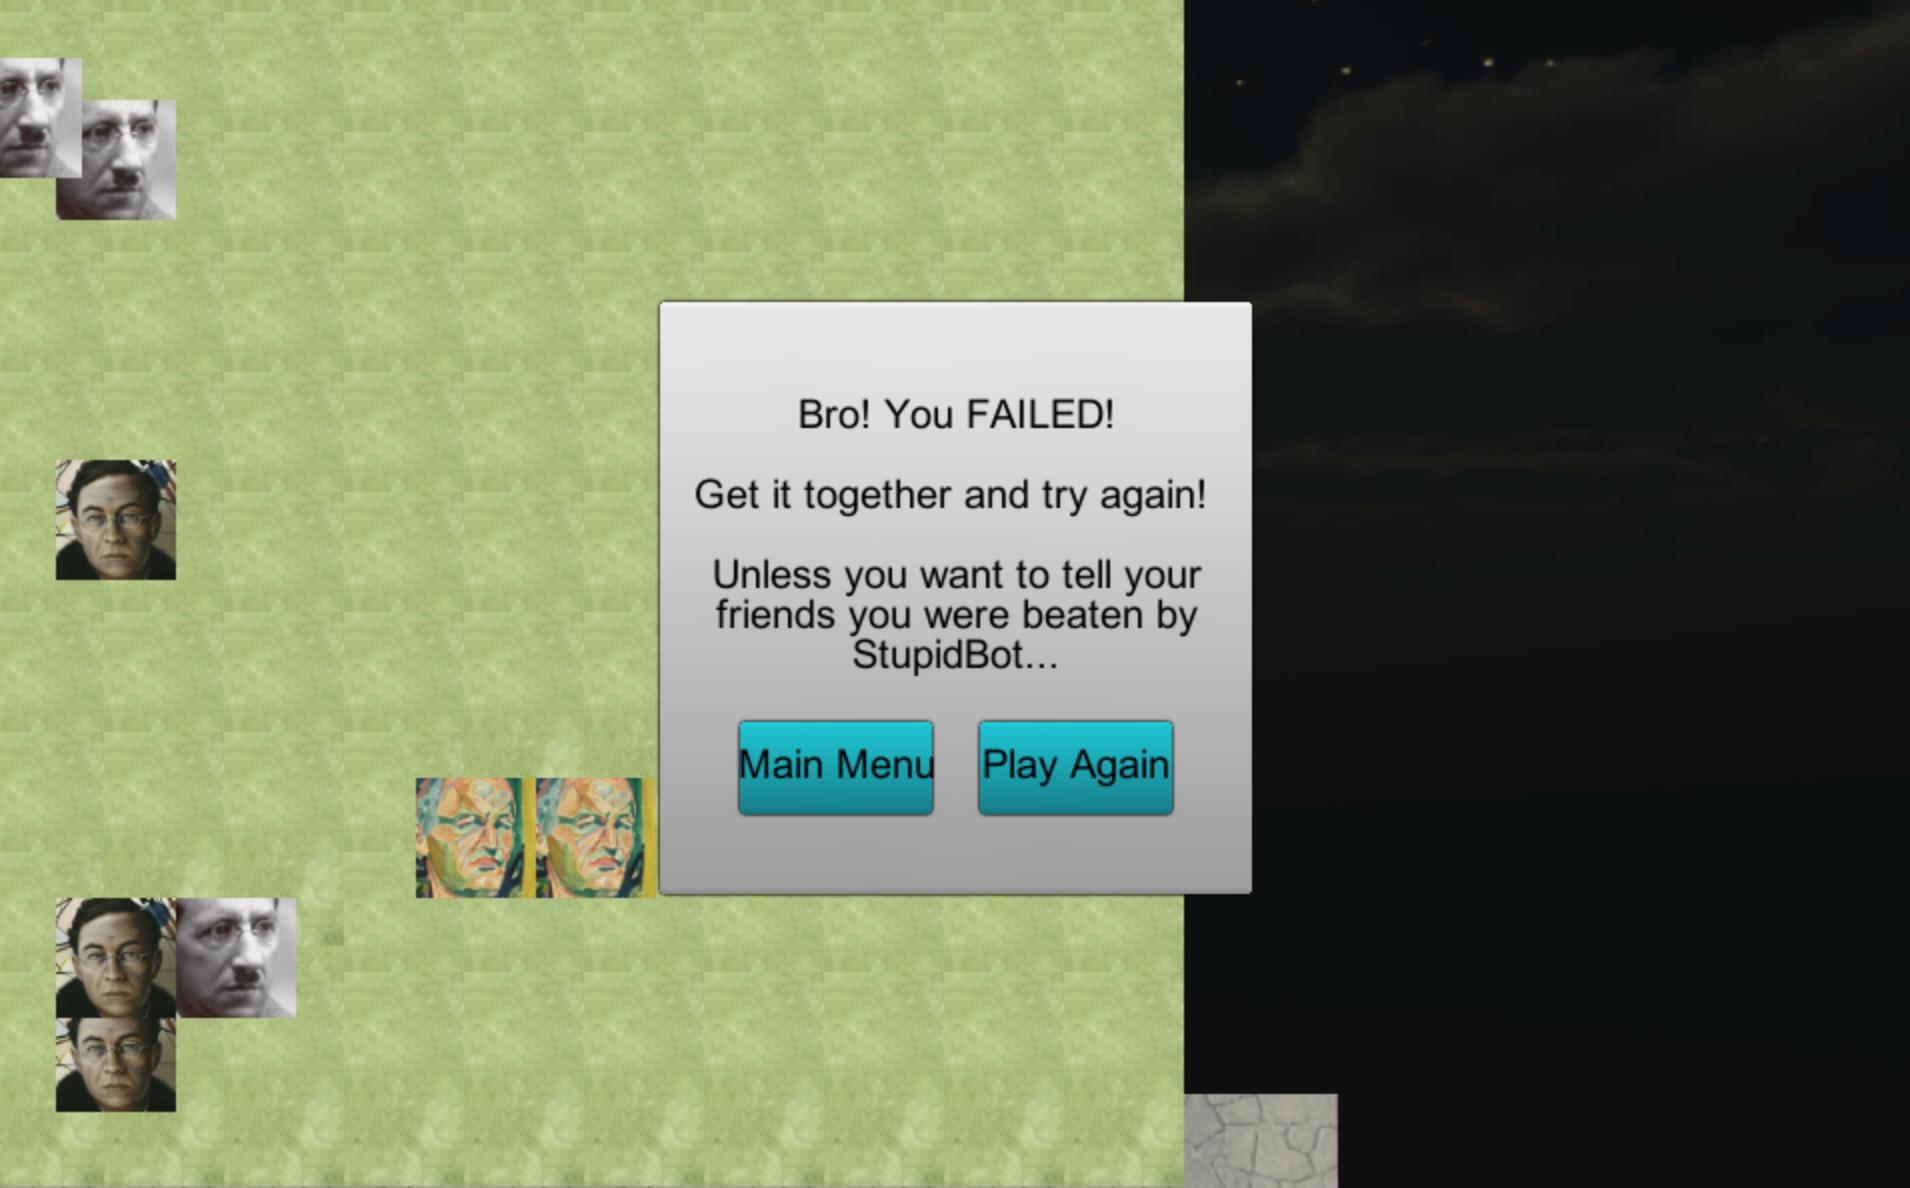 Bro! You FAILED!
Get it together and try again!
Unless you want to tell your
friends you were beaten by
StupidBot...
Main Menu
Play Again